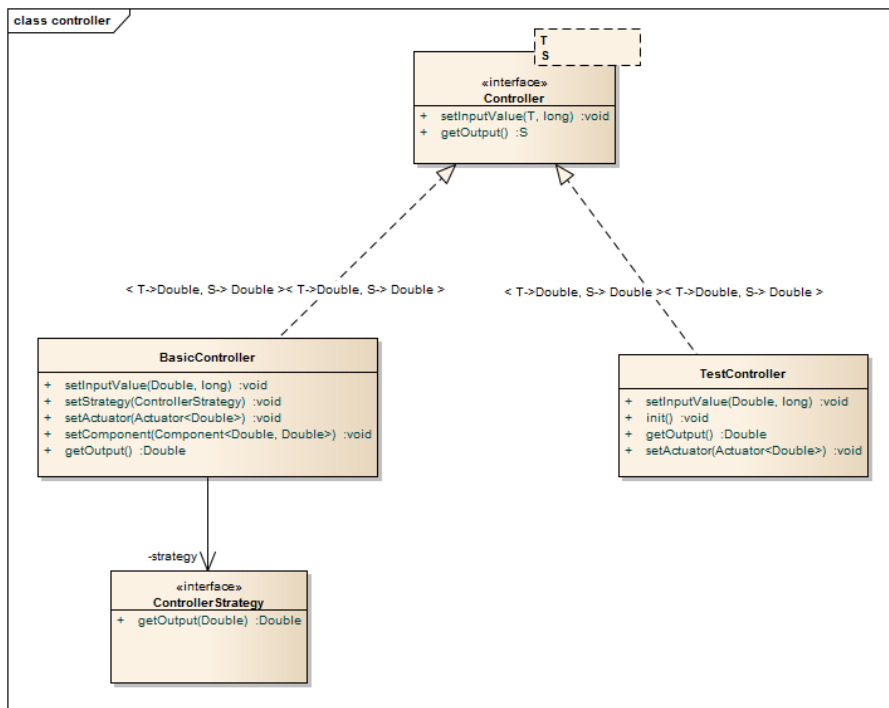 class controller
T
S
«interface»
Controller
+ setInputValue(T, long) :void
+ getOutput() :S
< T->Double, S-> Double >< T->Double, S-> Double >
< T->Double, S-> Double >< T->Double, S-> Double >
BasicController
+ setInputValue(Double, long) :void
+ setStrategy(ControllerStrategy) :void
+ setActuator(Actuator<Double>) :void
+ setComponent(Component<Double, Double>) :void
+ getOutput() :Double
TestController
+ setInputValue(Double, long) :void
+ init() :void
+ getOutput() :Double
+ setActuator(Actuator<Double>) :void
-strategy
«interface»
ControllerStrategy
+ getOutput(Double) :Double